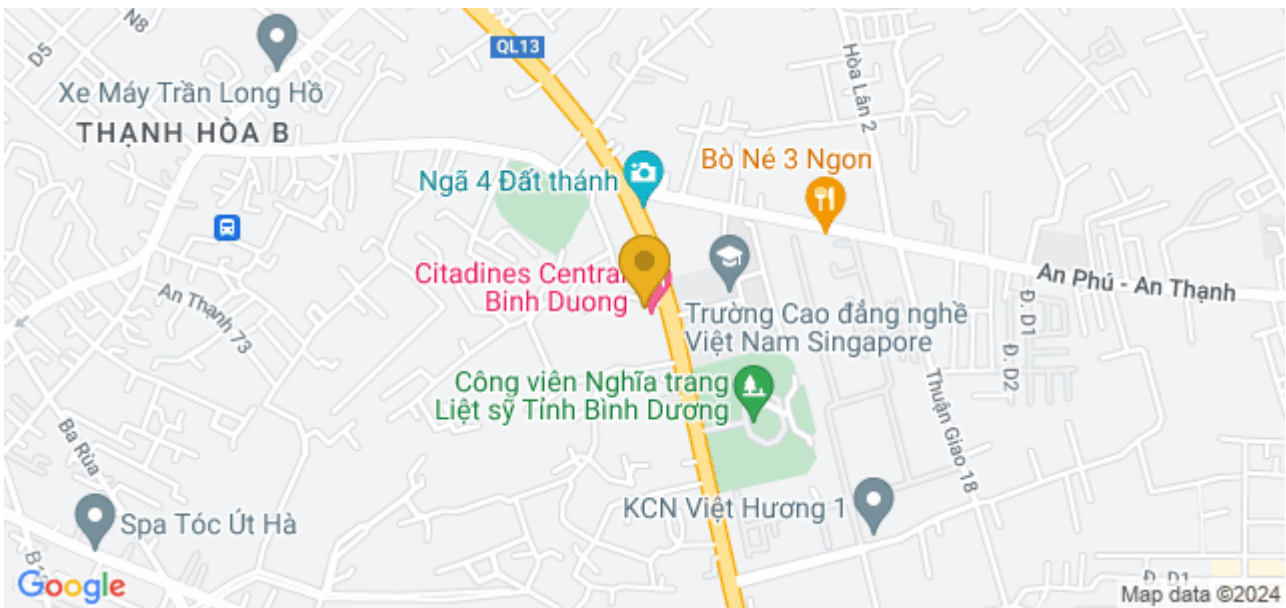 N8
D5
QL13
Hòa Lân 2
Xe Máy Trần Long Hồ
THẠNH HÒA B
Ngã 4 Đất thánh
Bò Né 3 Ngon
Citadines Central
Binh Duong
An Phú - An Thạnh
An Thạnh 73
Trường Cao đẳng nghề
Việt Nam Singapore
Đ. D1
Đ. D2
Công viên Nghĩa trang
Liệt sỹ Tỉnh Bình Dương
Thuận Giao 18
Ba Rùa
KCN Việt Hương 1
Spa Tóc Út Hà
Google
Đ. D1
Map data ©2024